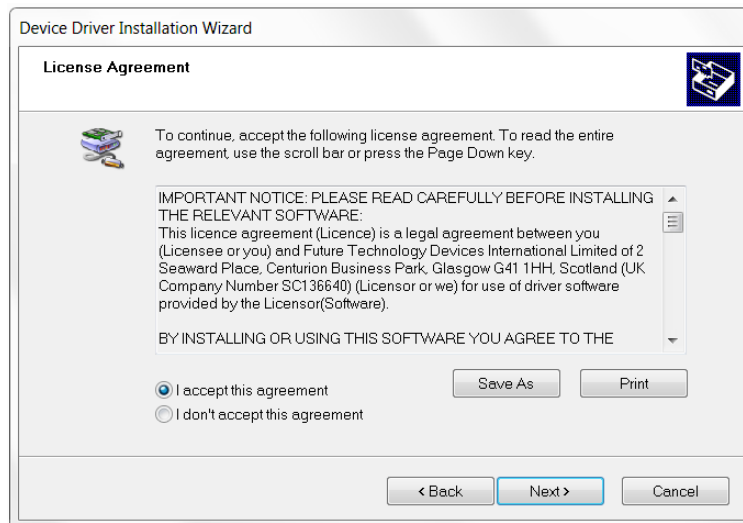 Device Driver Installation Wizard
License Agreement
To continue, accept the following license agreement. To read the entire
agreement, use the scroll bar or press the Page Down key.
IMPORTANT NOTICE: PLEASE READ CAREFULLY BEFORE INSTALLING
THE RELEVANT SOFTWARE:
This licence agreement (Licence) is a legal agreement between you
(Licensee or you) and Future Technology Devices International Limited of 2
Seaward Place, Centurion Business Park, Glasgow G41 1HH, Scotland (UK
Company Number SC136640) (Licensor or we) for use of driver software
provided by the Licensor(Software).
BY INSTALLING OR USING THIS SOFTWARE YOU AGREE TO THE
I accept this agreement
Save As
Print
I don't accept this agreement
< Back
Next >
Cancel